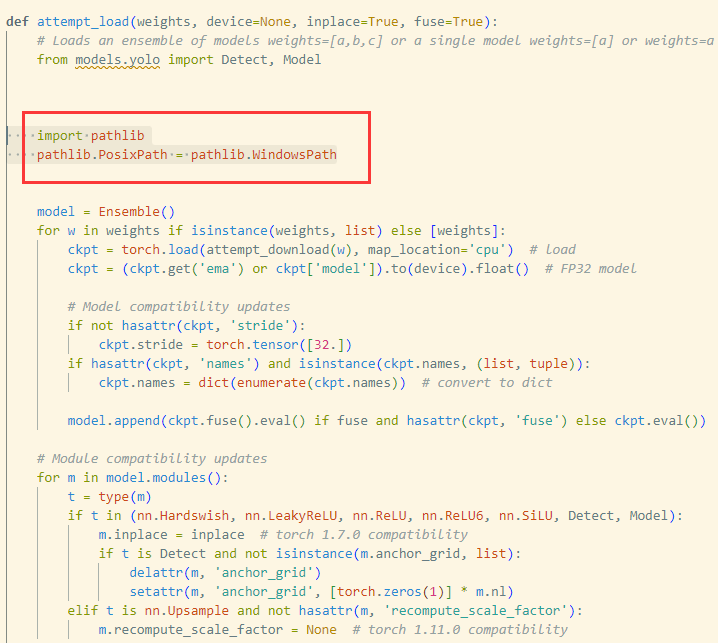 def attempt_load(weights, device=None, inplace=True, fuse=True):
    # Loads an ensemble of models weights=[a,b,c] or a single model weights=[a] or weights=a
    from models.yolo import Detect, Model
    import pathlib
    pathlib.PosixPath = pathlib.WindowsPath
    model = Ensemble()
    for w in weights if isinstance(weights, list) else [weights]:
        ckpt = torch.load(attempt_download(w), map_location='cpu')  # load
        ckpt = (ckpt.get('ema') or ckpt['model']).to(device).float()  # FP32 model
        # Model compatibility updates
        if not hasattr(ckpt, 'stride'):
            ckpt.stride = torch.tensor([32.])
        if hasattr(ckpt, 'names') and isinstance(ckpt.names, (list, tuple)):
            ckpt.names = dict(enumerate(ckpt.names))  # convert to dict
        model.append(ckpt.fuse().eval() if fuse and hasattr(ckpt, 'fuse') else ckpt.eval())
    # Module compatibility updates
    for m in model.modules():
        t = type(m)
        if t in (nn.Hardswish, nn.LeakyReLU, nn.ReLU, nn.ReLU6, nn.SiLU, Detect, Model):
            m.inplace = inplace  # torch 1.7.0 compatibility
            if t is Detect and not isinstance(m.anchor_grid, list):
                delattr(m, 'anchor_grid')
                setattr(m, 'anchor_grid', [torch.zeros(1)] * m.nl)
        elif t is nn.Upsample and not hasattr(m, 'recompute_scale_factor'):
            m.recompute_scale_factor = None  # torch 1.11.0 compatibility